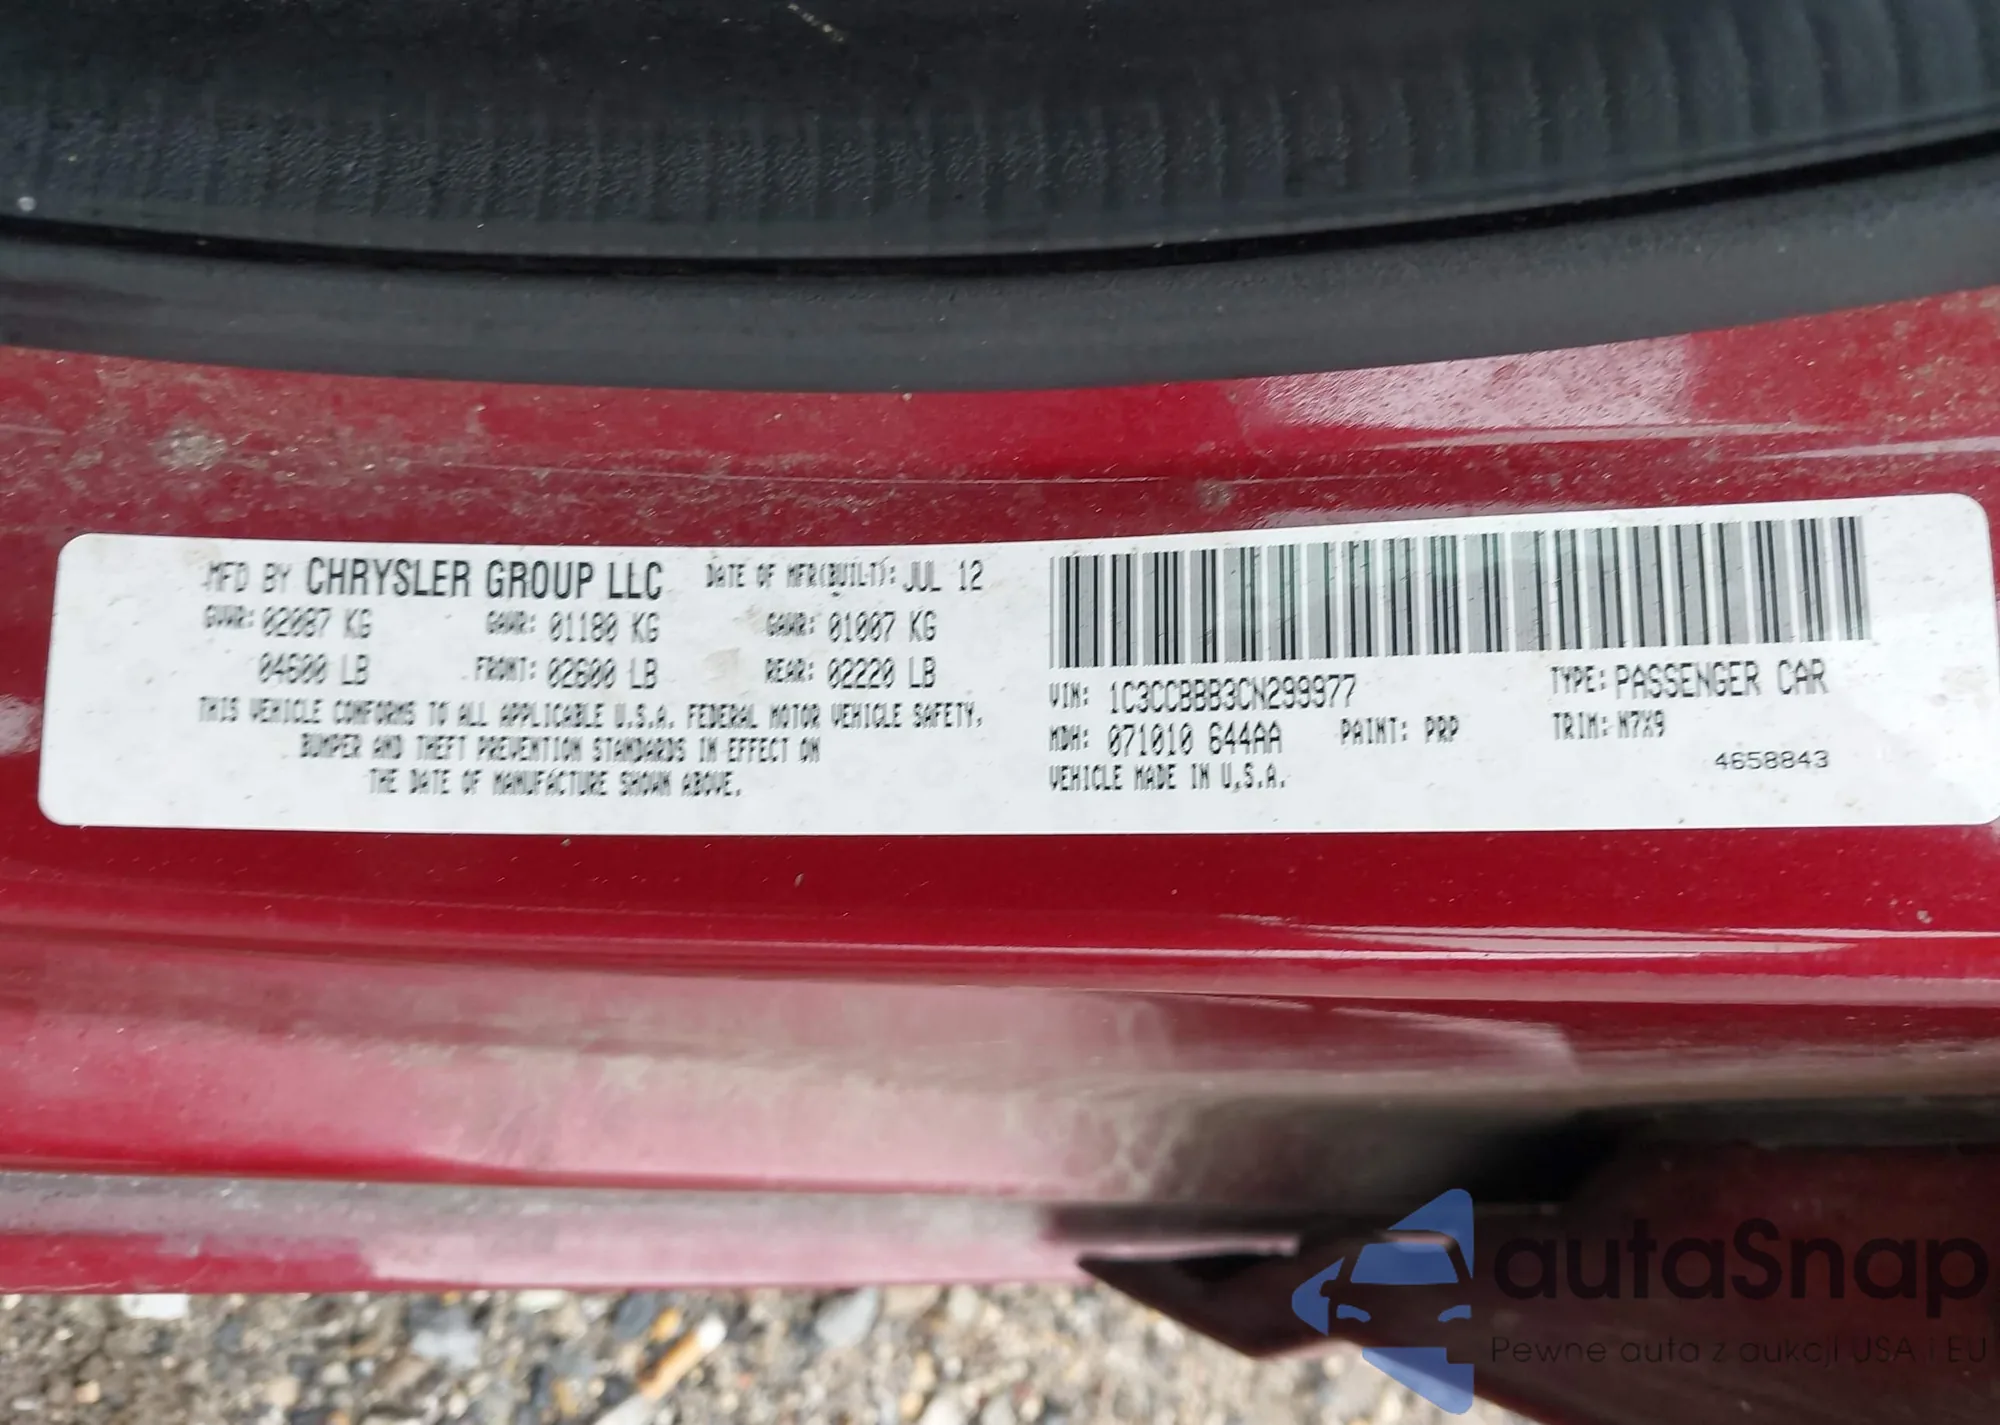 MFD BY CHRYSLER GROUP LLC DATE OF MFR(BUILT): JUL 12
GVWR: 02087 KG GAWR: 01180 KG GAWR: 01007 KG
04600 LB FRONT: 02600 LB REAR: 02220 LB
THIS VEHICLE CONFORMS TO ALL APPLICABLE U.S.A. FEDERAL MOTOR VEHICLE SAFETY,
BUMPER AND THEFT PREVENTION STANDARDS IN EFFECT ON
THE DATE OF MANUFACTURE SHOWN ABOVE.
VIN: 1C3CCBBB3CN299977 TYPE: PASSENGER CAR
MDH: 071010 644AA PAINT: PRP TRIM: N7X9
VEHICLE MADE IN U.S.A. 4658843
autaSnap
Pewne auta z aukcji USA i EU